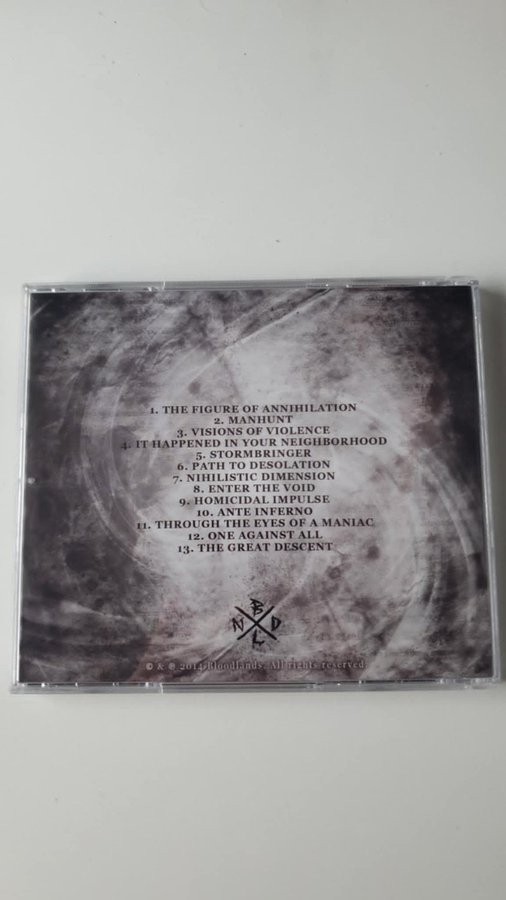 1. THE FIGURE OF ANNIHILATION
2. MANHUNT
3. VISIONS OF VIOLENCE
4. IT HAPPENED IN YOUR NEIGHBORHOOD
5. STORMBRINGER
6. PATH TO DESOLATION
7. NIHILISTIC DIMENSION
8. ENTER THE VOID
9. HOMICIDAL IMPULSE
10. ANTE INFERNO
11. THROUGH THE EYES OF A MANIAC
12. ONE AGAINST ALL
13. THE GREAT DESCENT
B
N D
L
© & ℗ 2014 Bloodlands. All rights reserved